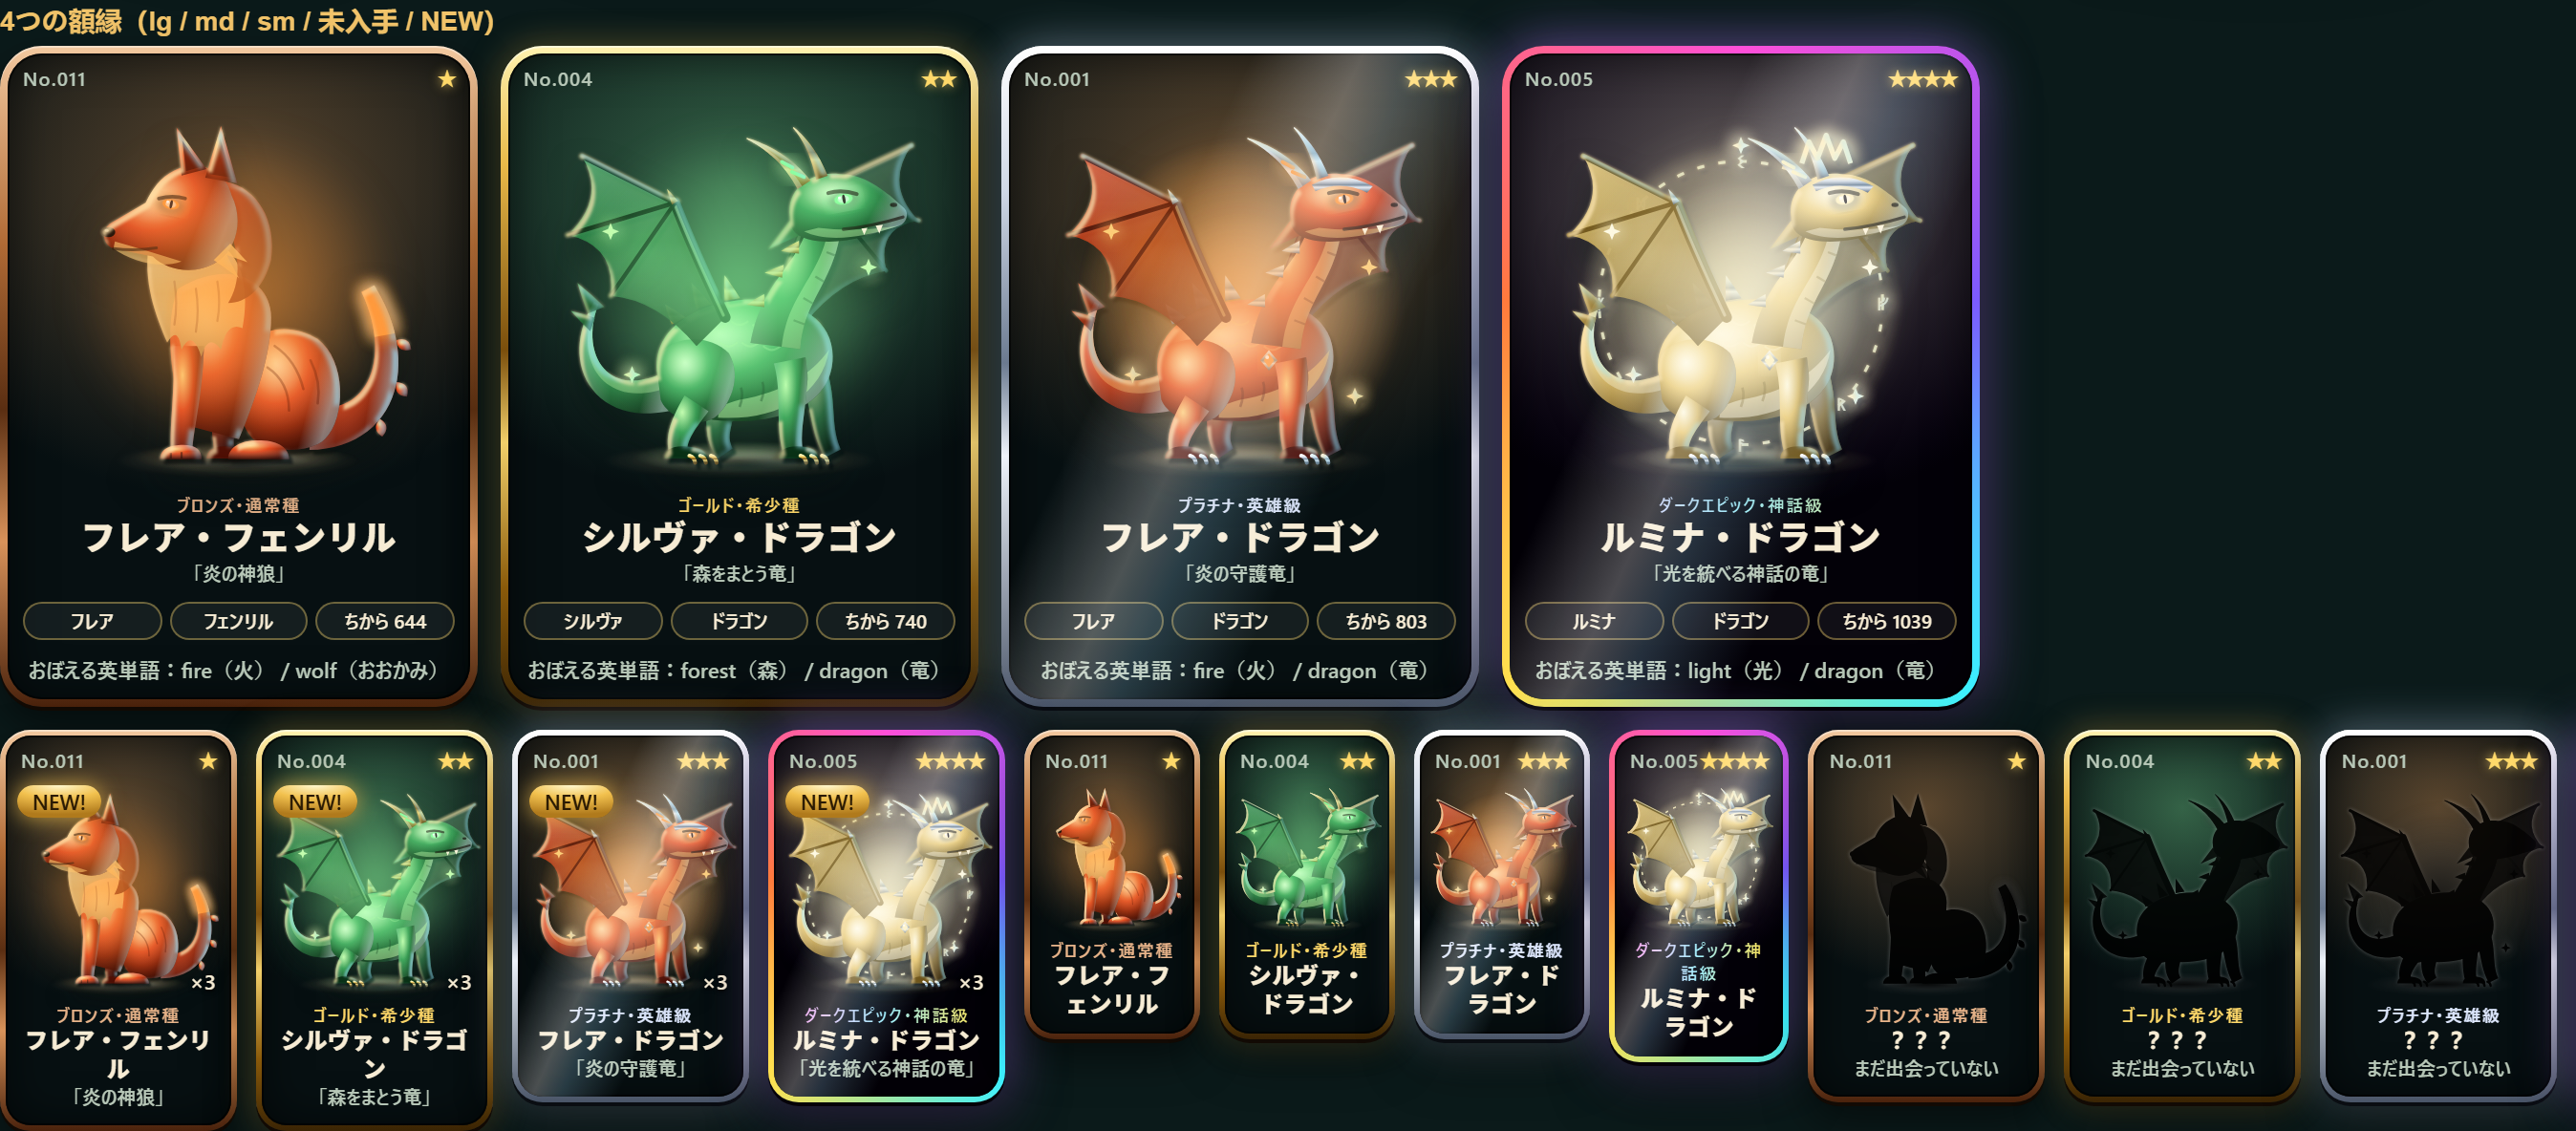 4つの額縁（lg / md / sm / 未入手 / NEW）
No.011 ★
ブロンズ・通常種
フレア・フェンリル
「炎の神狼」
フレア フェンリル ちから 644
おぼえる英単語：fire（火） / wolf（おおかみ）
No.004 ★★
ゴールド・希少種
シルヴァ・ドラゴン
「森をまとう竜」
シルヴァ ドラゴン ちから 740
おぼえる英単語：forest（森） / dragon（竜）
No.001 ★★★
プラチナ・英雄級
フレア・ドラゴン
「炎の守護竜」
フレア ドラゴン ちから 803
おぼえる英単語：fire（火） / dragon（竜）
No.005 ★★★★
ダークエピック・神話級
ルミナ・ドラゴン
「光を統べる神話の竜」
ルミナ ドラゴン ちから 1039
おぼえる英単語：light（光） / dragon（竜）
No.011 ★
NEW!
×3
ブロンズ・通常種
フレア・フェンリ
ル
「炎の神狼」
No.004 ★★
NEW!
×3
ゴールド・希少種
シルヴァ・ドラゴ
ン
「森をまとう竜」
No.001 ★★★
NEW!
×3
プラチナ・英雄級
フレア・ドラゴン
「炎の守護竜」
No.005 ★★★★
NEW!
×3
ダークエピック・神話級
ルミナ・ドラゴン
「光を統べる神話の竜」
No.011 ★
ブロンズ・通常種
フレア・フ
ェンリル
No.004 ★★
ゴールド・希少種
シルヴァ・
ドラゴン
No.001 ★★★
プラチナ・英雄級
フレア・ド
ラゴン
No.005★★★★
ダークエピック・神
話級
ルミナ・ド
ラゴン
No.011 ★
ブロンズ・通常種
？？？
まだ出会っていない
No.004 ★★
ゴールド・希少種
？？？
まだ出会っていない
No.001 ★★★
プラチナ・英雄級
？？？
まだ出会っていない